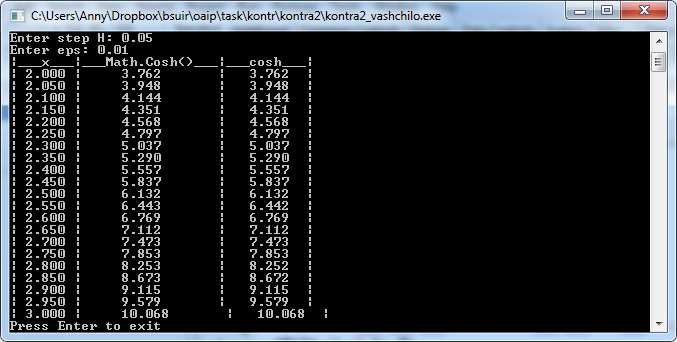 C:\Users\Anny\Dropbox\bsuir\oaip\task\kontr\kontra2\kontra2_vashchilo.exe
Enter step H: 0.05
Enter eps: 0.01
¦___x___¦___Math.Cosh()___¦___cosh___¦
¦ 2.000 ¦ 3.762 ¦ 3.762 ¦
¦ 2.050 ¦ 3.948 ¦ 3.948 ¦
¦ 2.100 ¦ 4.144 ¦ 4.144 ¦
¦ 2.150 ¦ 4.351 ¦ 4.351 ¦
¦ 2.200 ¦ 4.568 ¦ 4.568 ¦
¦ 2.250 ¦ 4.797 ¦ 4.797 ¦
¦ 2.300 ¦ 5.037 ¦ 5.037 ¦
¦ 2.350 ¦ 5.290 ¦ 5.290 ¦
¦ 2.400 ¦ 5.557 ¦ 5.557 ¦
¦ 2.450 ¦ 5.837 ¦ 5.837 ¦
¦ 2.500 ¦ 6.132 ¦ 6.132 ¦
¦ 2.550 ¦ 6.443 ¦ 6.442 ¦
¦ 2.600 ¦ 6.769 ¦ 6.769 ¦
¦ 2.650 ¦ 7.112 ¦ 7.112 ¦
¦ 2.700 ¦ 7.473 ¦ 7.473 ¦
¦ 2.750 ¦ 7.853 ¦ 7.853 ¦
¦ 2.800 ¦ 8.253 ¦ 8.252 ¦
¦ 2.850 ¦ 8.673 ¦ 8.672 ¦
¦ 2.900 ¦ 9.115 ¦ 9.115 ¦
¦ 2.950 ¦ 9.579 ¦ 9.579 ¦
¦ 3.000 ¦ 10.068 ¦ 10.068 ¦
Press Enter to exit